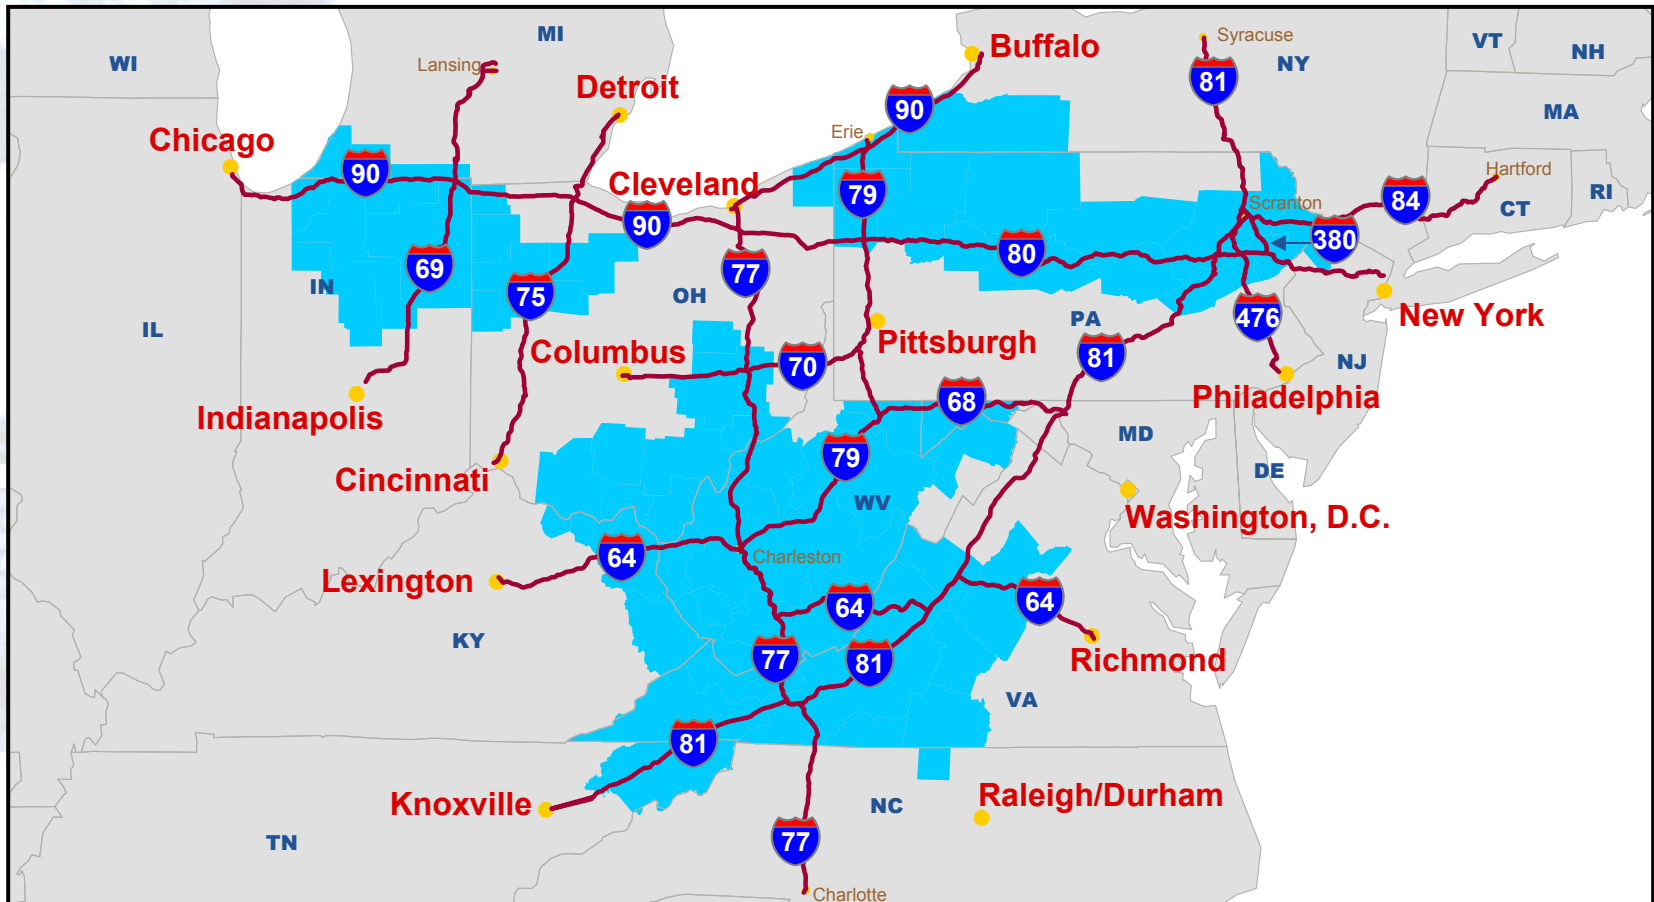 MI
Syracuse
VT
NH
WI
Lansing
Buffalo
NY
Detroit
81
90
MA
Chicago
Erie
90
Cleveland
79
Hartford
84
RI
Scranton
CT
90
380
80
69
77
IN
75
OH
New York
IL
PA
476
Pittsburgh
Columbus
81
NJ
70
Philadelphia
68
Indianapolis
MD
79
DE
Cincinnati
WV
Washington, D.C.
64
Charleston
Lexington
64
64
KY
77
81
Richmond
VA
81
Knoxville
NC
Raleigh/Durham
TN
77
Charlotte